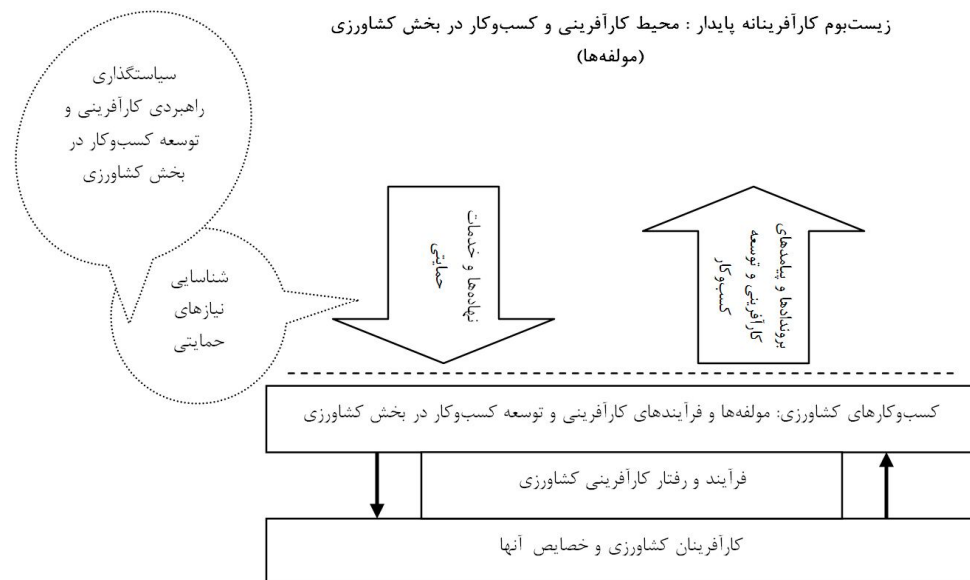 زیست‌بوم کارآفرینانه پایدار : محیط کارآفرینی و کسب‌وکار در بخش کشاورزی
(مولفه‌ها)
سیاستگذاری
راهبردی کارآفرینی و
توسعه کسب‌وکار در
بخش کشاورزی
شناسایی
نیازهای
حمایتی
نهاده‌ها و خدمات
حمایتی
بروندادها و پیامدهای
کارآفرینی و توسعه
کسب‌وکار
کسب‌وکارهای کشاورزی: مولفه‌ها و فرآیندهای کارآفرینی و توسعه کسب‌وکار در بخش کشاورزی
فرآیند و رفتار کارآفرینی کشاورزی
کارآفرینان کشاورزی و خصایص آنها